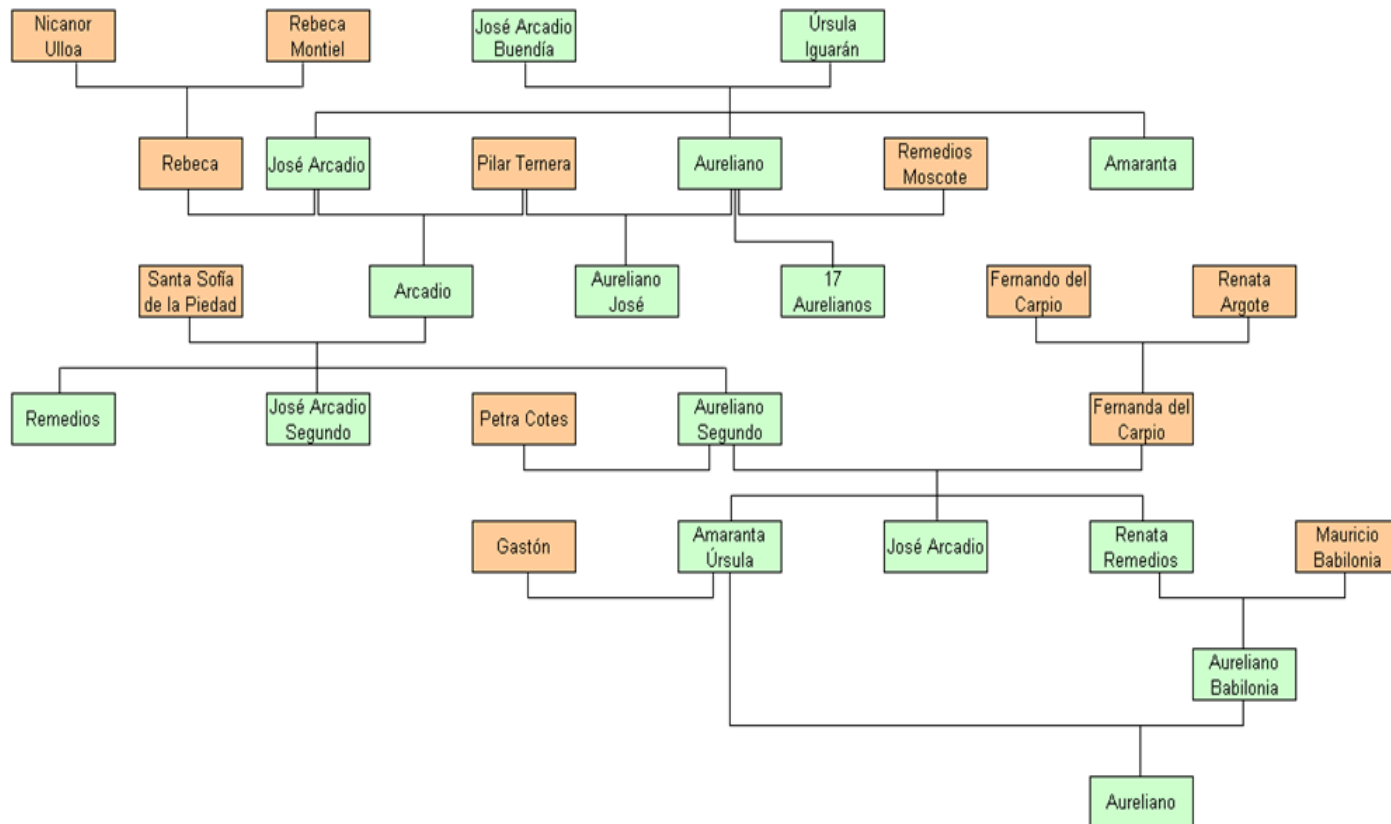 Nicanor
Ulloa
Rebeca
Montiel
José Arcadio
Buendía
Úrsula
Iguarán
Rebeca
José Arcadio
Pilar Ternera
Aureliano
Remedios
Moscote
Amaranta
Santa Sofía
de la Piedad
Arcadio
Aureliano
José
17
Aurelianos
Fernando del
Carpio
Renata
Argote
Remedios
José Arcadio
Segundo
Petra Cotes
Aureliano
Segundo
Fernanda del
Carpio
Gastón
Amaranta
Úrsula
José Arcadio
Renata
Remedios
Mauricio
Babilonia
Aureliano
Babilonia
Aureliano